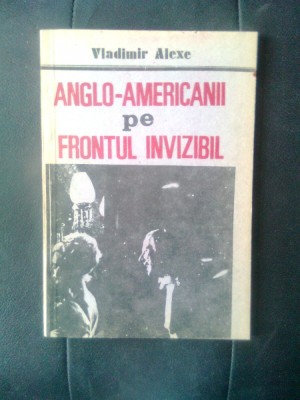 Vladimir Alexe
ANGLO-AMERICANII
pe
FRONTUL INVIZIBIL